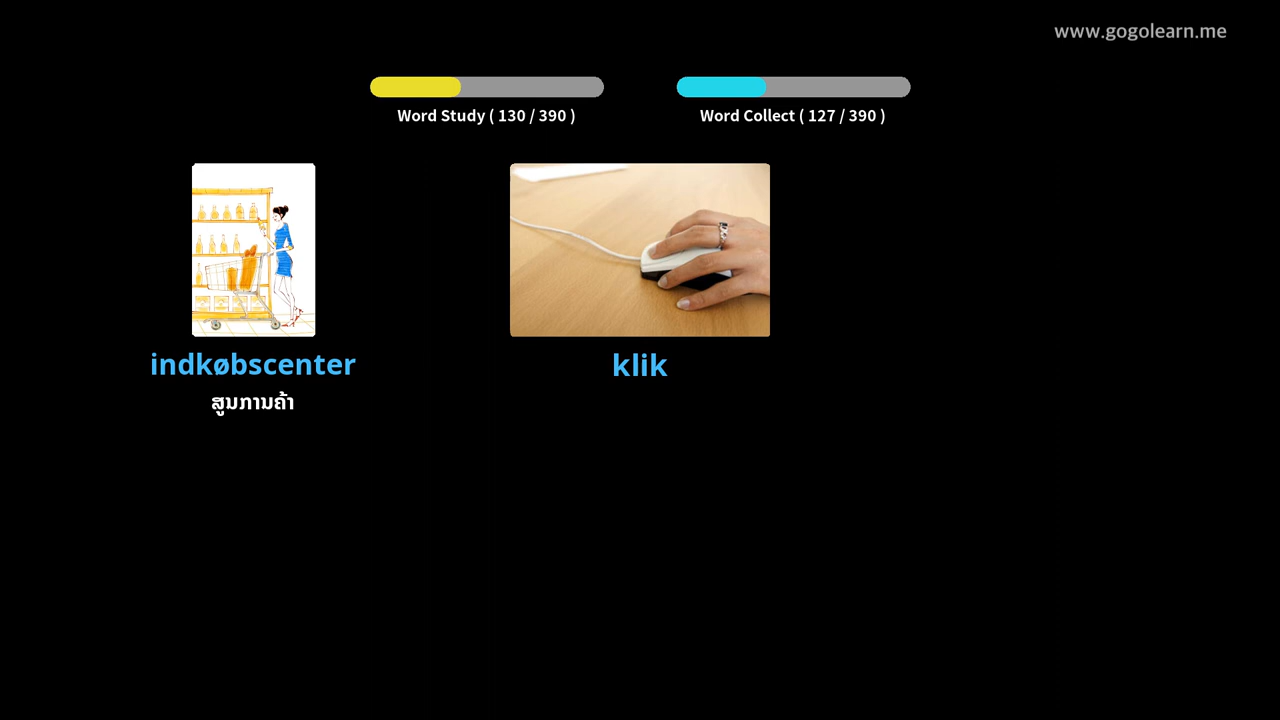 www.gogolearn.me
Word Study ( 130 / 390 )
Word Collect ( 127 / 390 )
indkøbscenter
ສູນການຄ້າ
klik